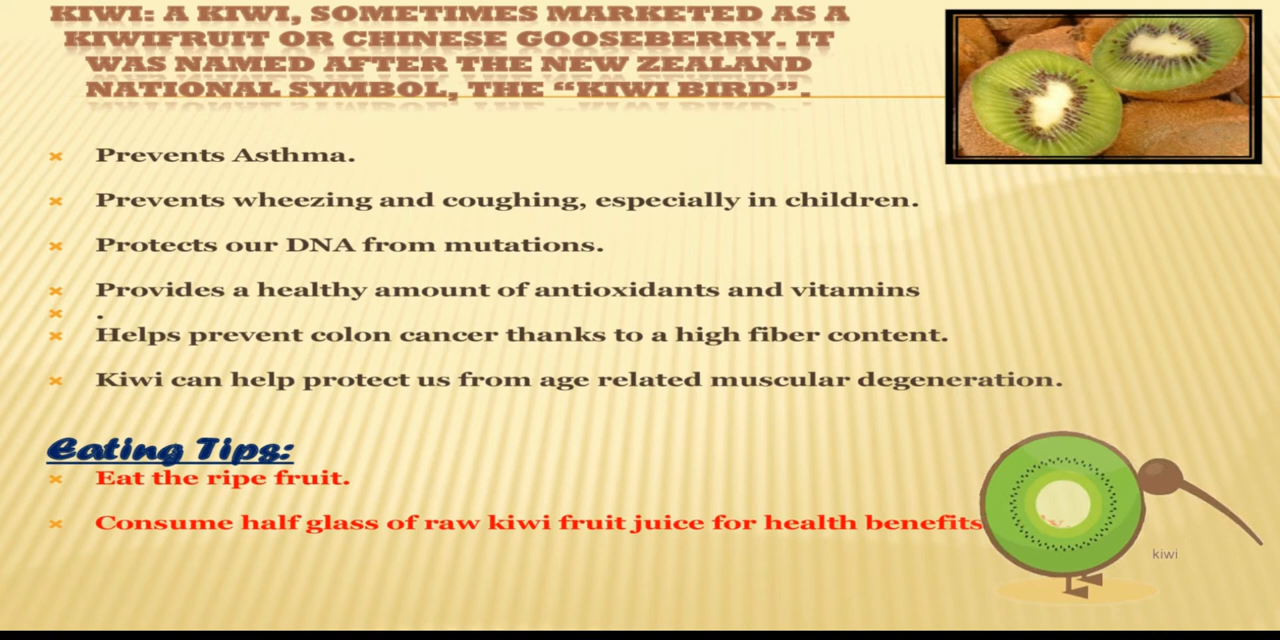 KIWI: A KIWI, SOMETIMES MARKETED AS A
KIWIFRUIT OR CHINESE GOOSEBERRY. IT
WAS NAMED AFTER THE NEW ZEALAND
NATIONAL SYMBOL, THE “KIWI BIRD”.
× Prevents Asthma.
× Prevents wheezing and coughing, especially in children.
× Protects our DNA from mutations.
× Provides a healthy amount of antioxidants and vitamins
× .
× Helps prevent colon cancer thanks to a high fiber content.
× Kiwi can help protect us from age related muscular degeneration.
Eating Tips:
× Eat the ripe fruit.
× Consume half glass of raw kiwi fruit juice for health benefits
kiwi